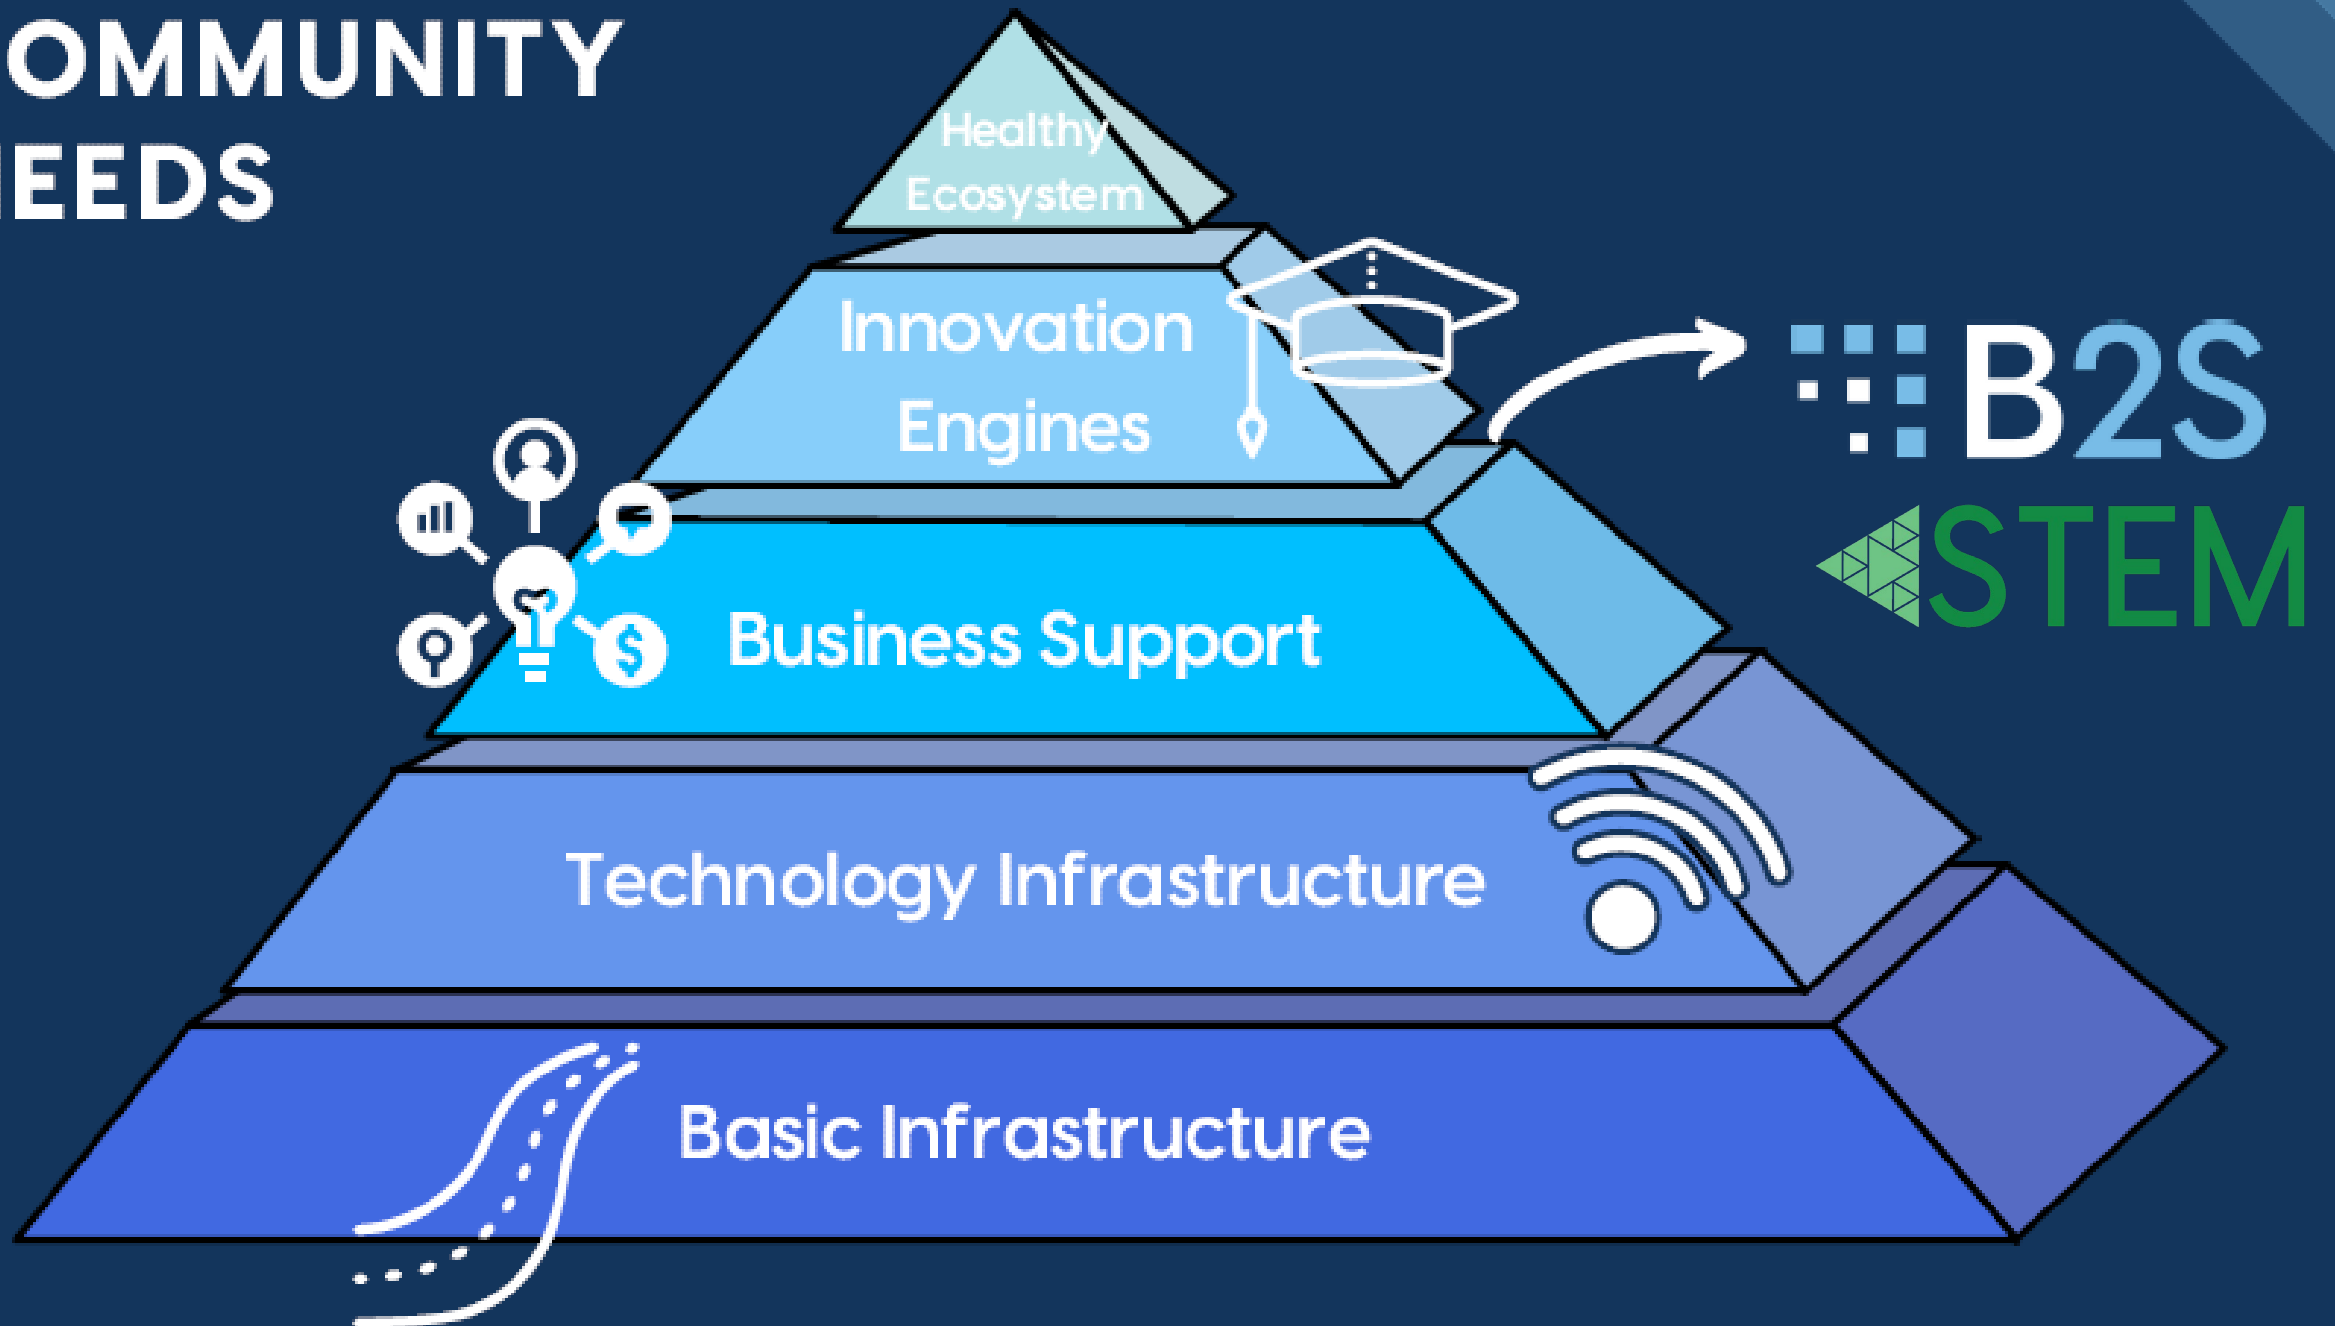 OMMUNITY
EEDS
Healthy
Ecosystem
Innovation
Engines
B2S
STEM
Business Support
Technology Infrastructure
Basic Infrastructure